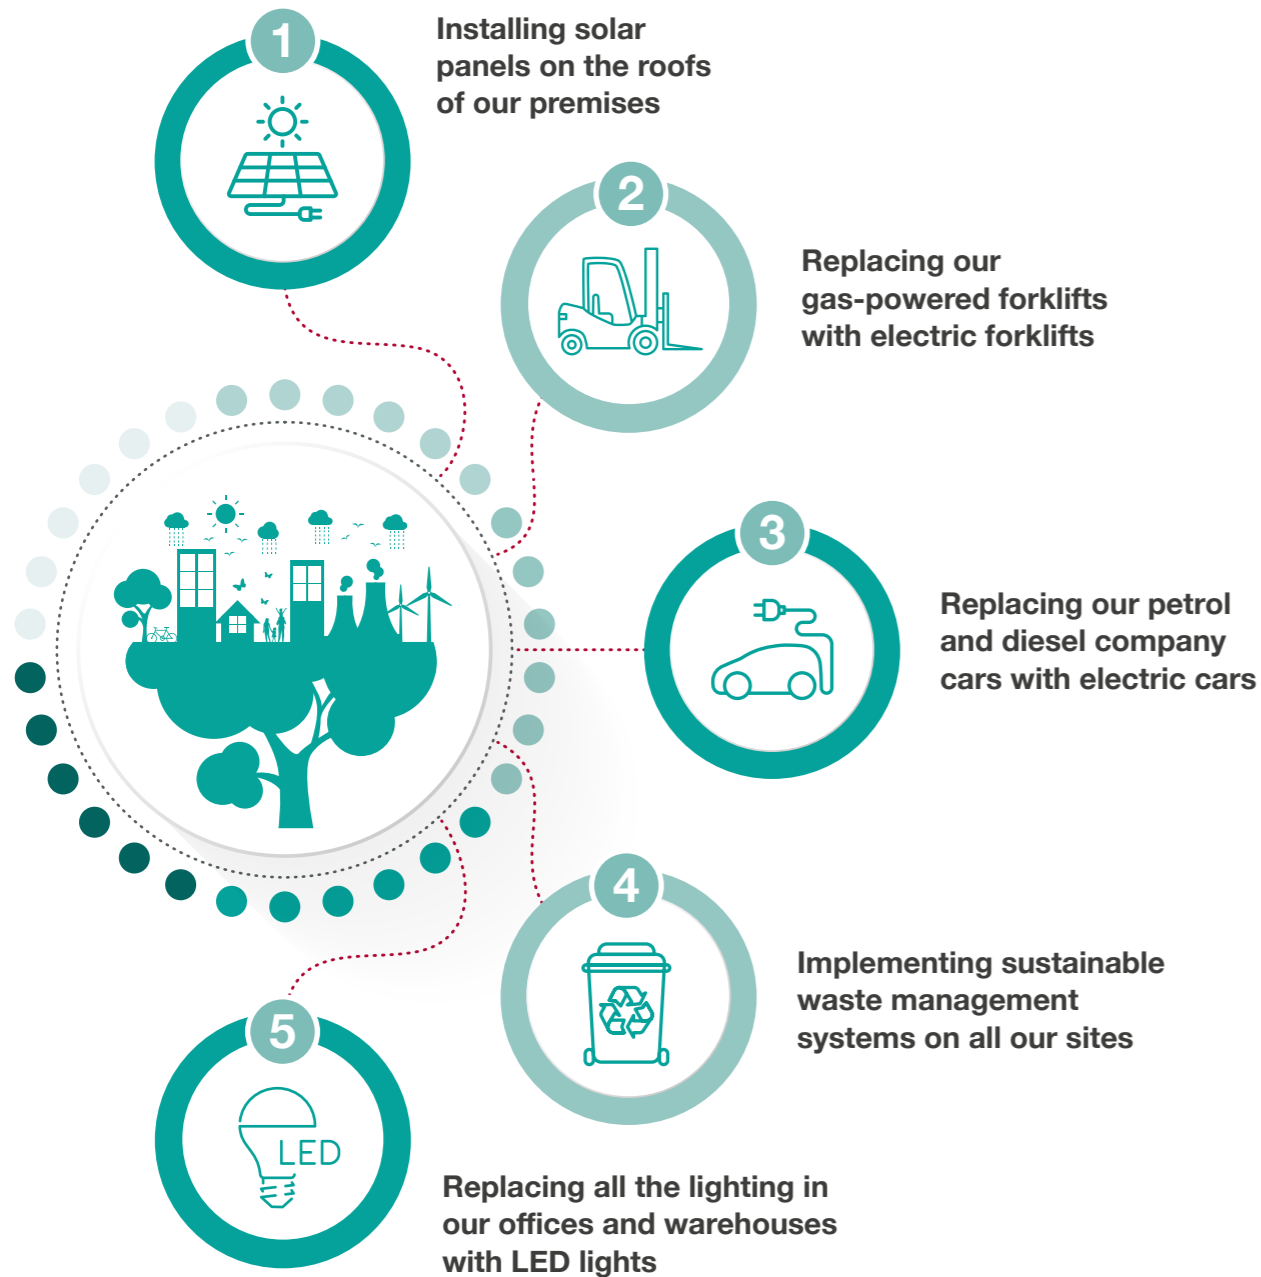 1
Installing solar
panels on the roofs
of our premises
2
Replacing our
gas-powered forklifts
with electric forklifts
3
Replacing our petrol
and diesel company
cars with electric cars
4
Implementing sustainable
waste management
systems on all our sites
5
LED
Replacing all the lighting in
our offices and warehouses
with LED lights